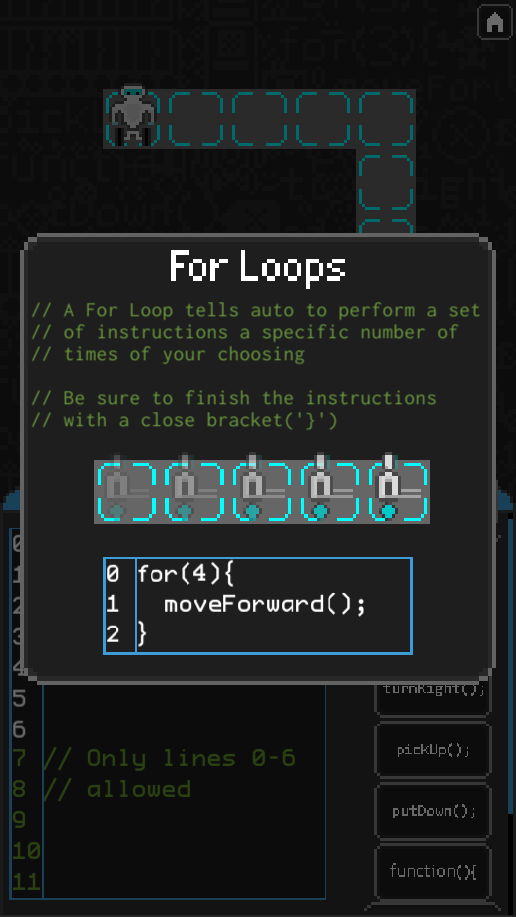 For Loops
// A For Loop tells auto to perform a set
// of instructions a specific number of
// times of your choosing
// Be sure to finish the instructions
// with a close bracket('}')
0 for(4){
1 moveForward();
2 }
0
1
2
3
4
5
6
7 // Only lines 0-6
8 // allowed
9
10
11
turnRight();
pickUp();
putDown();
function(){